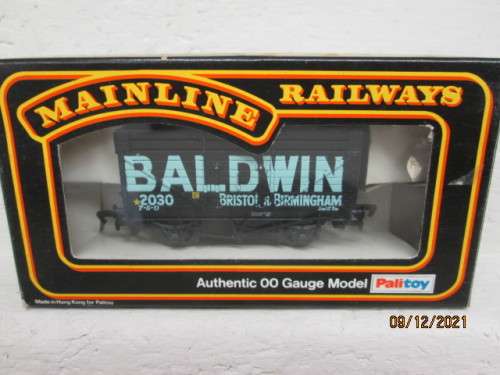 MAINLINE
RAILWAYS
BALDWIN
2030
BRISTOL & BIRMINGHAM
Authentic 00 Gauge Model
Palitoy
Made in Hong Kong for Palitoy
09/12/2021